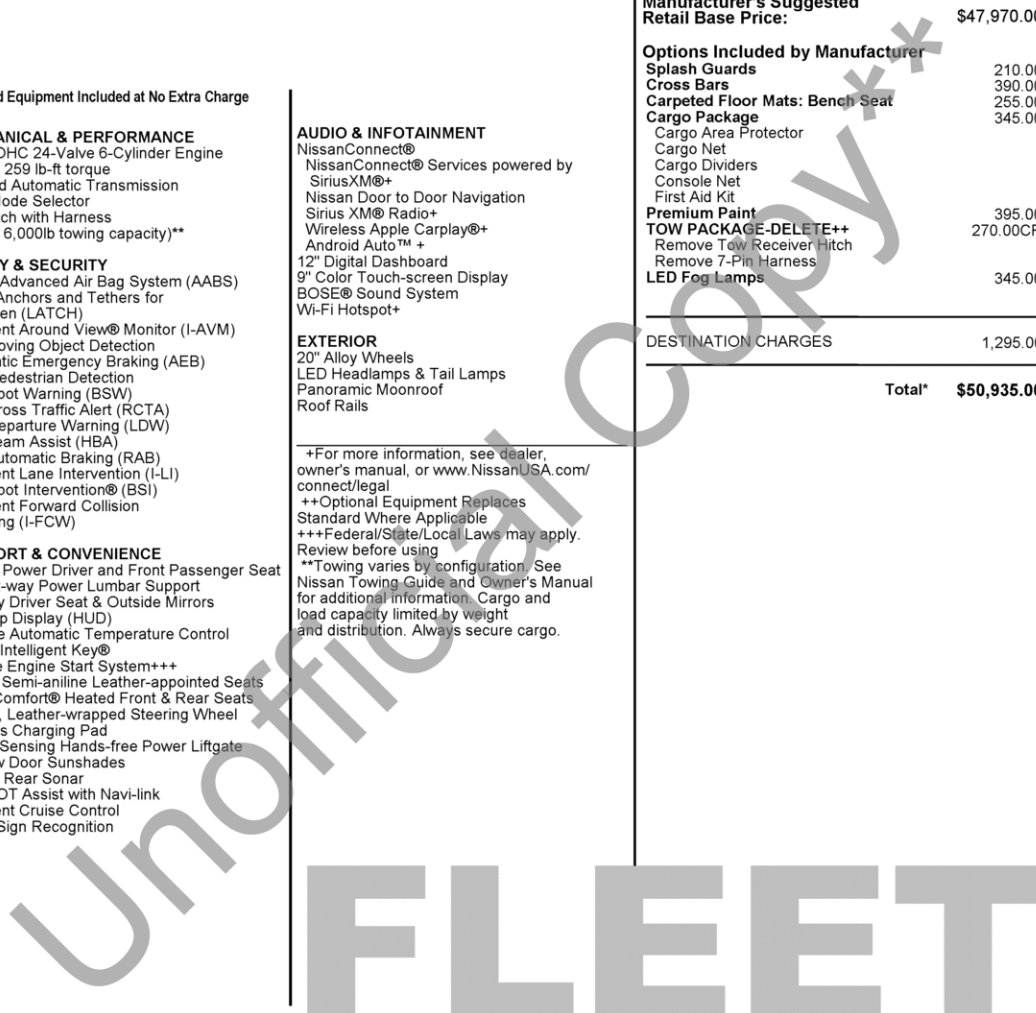 d Equipment Included at No Extra Charge
ANICAL & PERFORMANCE
OHC 24-Valve 6-Cylinder Engine
259 lb-ft torque
d Automatic Transmission
Mode Selector
tch with Harness
6,000lb towing capacity)**
Y & SECURITY
Advanced Air Bag System (AABS)
Anchors and Tethers for
en (LATCH)
ent Around View® Monitor (I-AVM)
oving Object Detection
tic Emergency Braking (AEB)
edestrian Detection
pot Warning (BSW)
ross Traffic Alert (RCTA)
eparture Warning (LDW)
eam Assist (HBA)
utomatic Braking (RAB)
ent Lane Intervention (I-LI)
pot Intervention® (BSI)
ent Forward Collision
ng (I-FCW)
ORT & CONVENIENCE
Power Driver and Front Passenger Seat
-way Power Lumbar Support
y Driver Seat & Outside Mirrors
p Display (HUD)
e Automatic Temperature Control
Intelligent Key®
e Engine Start System+++
Semi-aniline Leather-appointed Seats
Comfort® Heated Front & Rear Seats
, Leather-wrapped Steering Wheel
s Charging Pad
Sensing Hands-free Power Liftgate
w Door Sunshades
Rear Sonar
OT Assist with Navi-link
ent Cruise Control
Sign Recognition
AUDIO & INFOTAINMENT
NissanConnect®
NissanConnect® Services powered by
SiriusXM®+
Nissan Door to Door Navigation
Sirius XM® Radio+
Wireless Apple Carplay®+
Android Auto™ +
12" Digital Dashboard
9" Color Touch-screen Display
BOSE® Sound System
Wi-Fi Hotspot+
EXTERIOR
20" Alloy Wheels
LED Headlamps & Tail Lamps
Panoramic Moonroof
Roof Rails
+For more information, see dealer,
owner's manual, or www.NissanUSA.com/
connect/legal
++Optional Equipment Replaces
Standard Where Applicable
+++Federal/State/Local Laws may apply.
Review before using
**Towing varies by configuration. See
Nissan Towing Guide and Owner's Manual
for additional information. Cargo and
load capacity limited by weight
and distribution. Always secure cargo.
Manufacturer's Suggested
Retail Base Price: $47,970.00
Options Included by Manufacturer
Splash Guards 210.00
Cross Bars 390.00
Carpeted Floor Mats: Bench Seat 255.00
Cargo Package 345.00
Cargo Area Protector
Cargo Net
Cargo Dividers
Console Net
First Aid Kit
Premium Paint 395.00
TOW PACKAGE-DELETE++ 270.00CR
Remove Tow Receiver Hitch
Remove 7-Pin Harness
LED Fog Lamps 345.00
DESTINATION CHARGES 1,295.00
Total* $50,935.00
Unofficial Copy**
FLEET